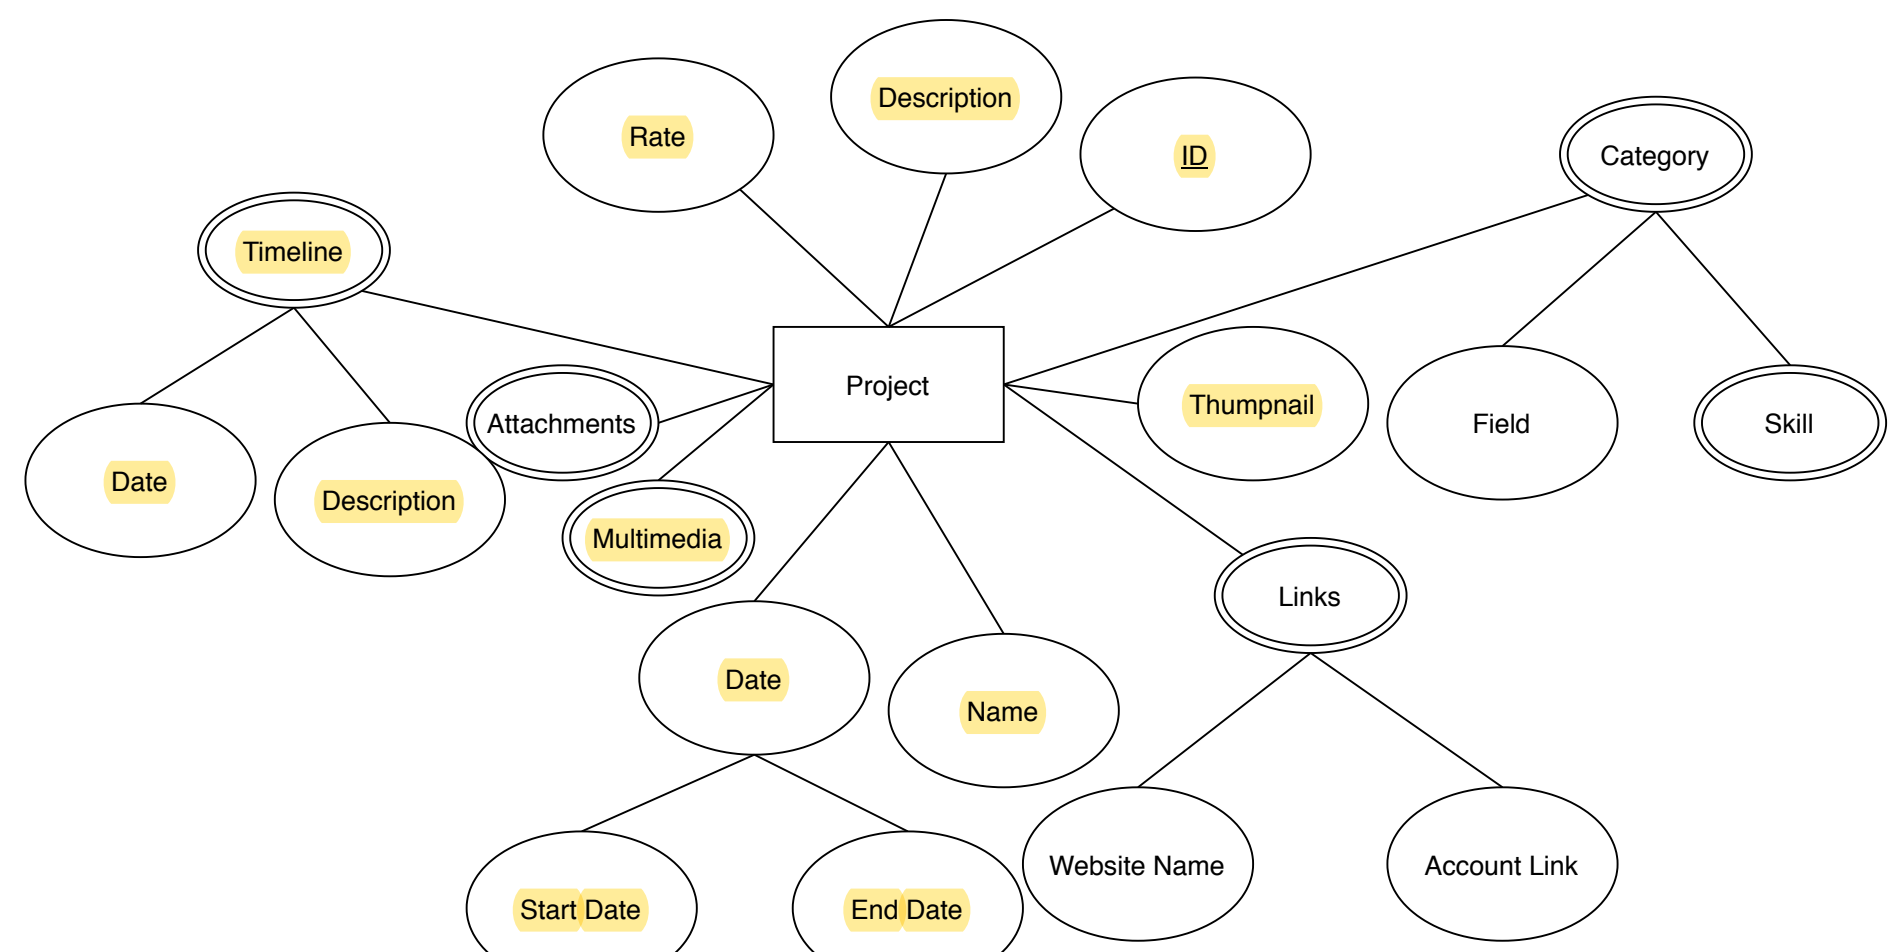 Description
Rate
ID
Category
Timeline
Project
Thumpnail
Attachments
Field
Skill
Date
Description
Multimedia
Links
Date
Name
Website Name
Account Link
Start Date
End Date